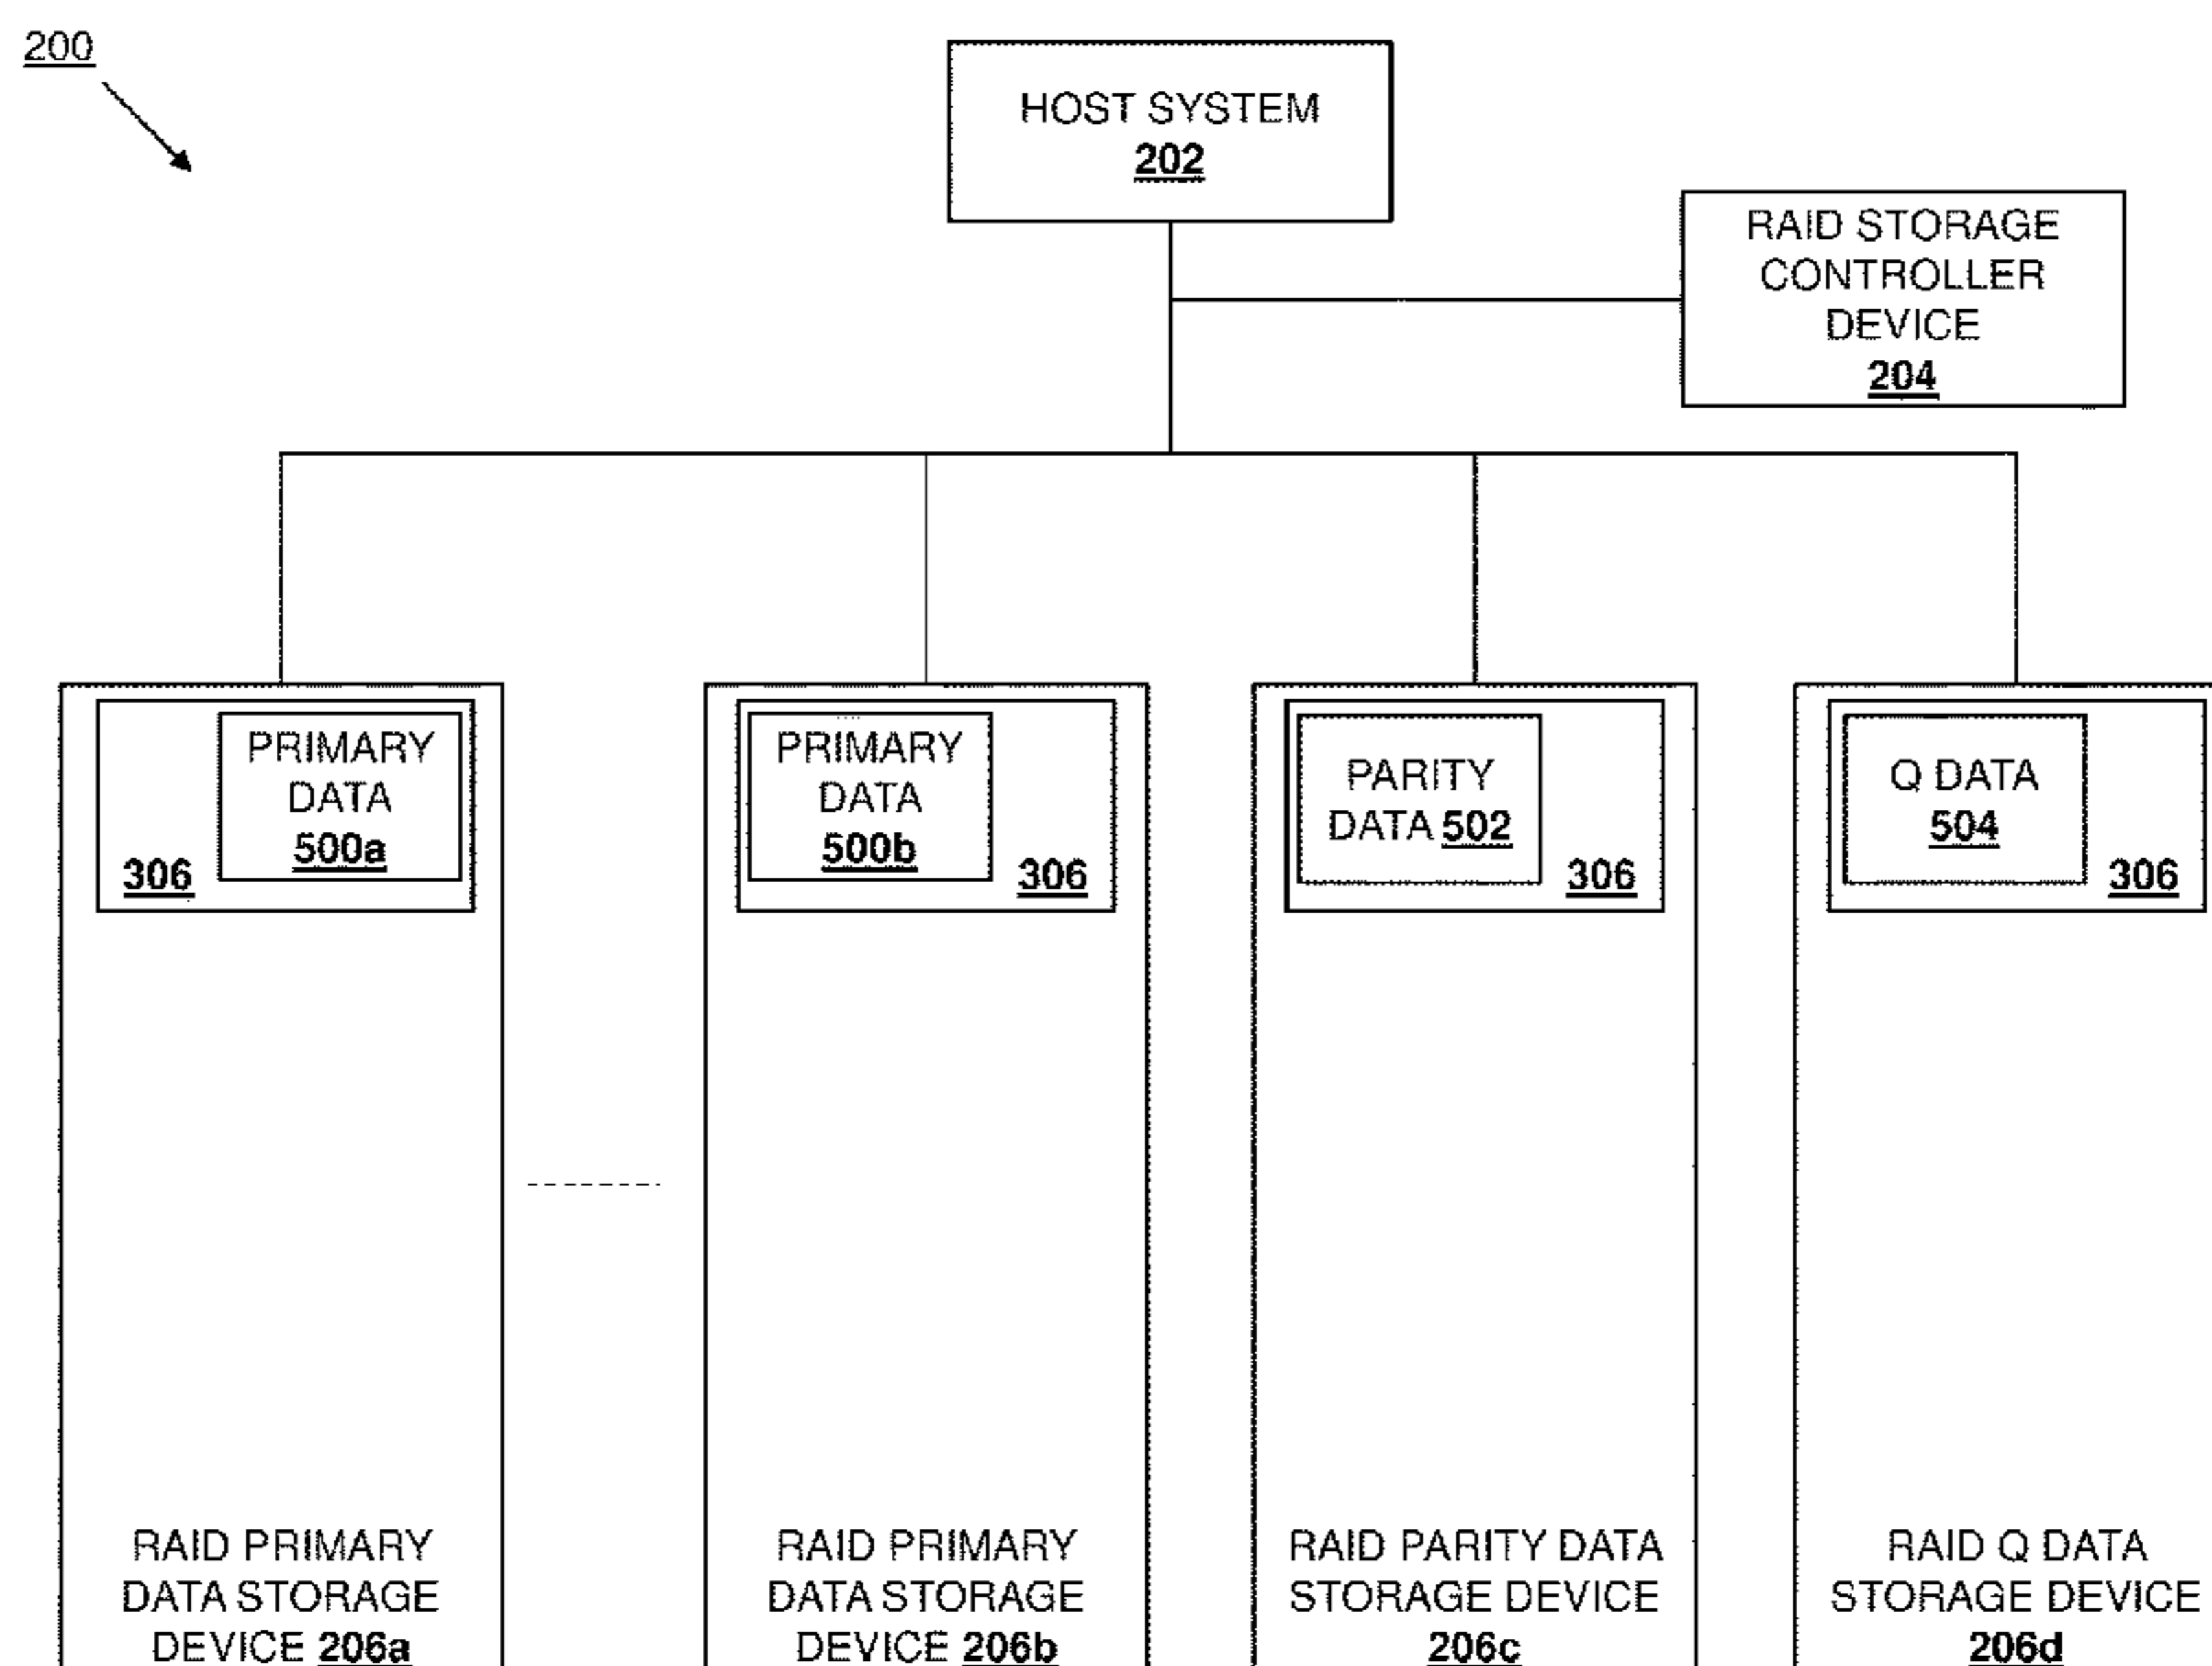 200
HOST SYSTEM
202
RAID STORAGE
CONTROLLER
DEVICE
204
PRIMARY
DATA
500a
306
PRIMARY
DATA
500b
306
PARITY
DATA 502
306
Q DATA
504
306
RAID PRIMARY
DATA STORAGE
DEVICE 206a
RAID PRIMARY
DATA STORAGE
DEVICE 206b
RAID PARITY DATA
STORAGE DEVICE
206c
RAID Q DATA
STORAGE DEVICE
206d